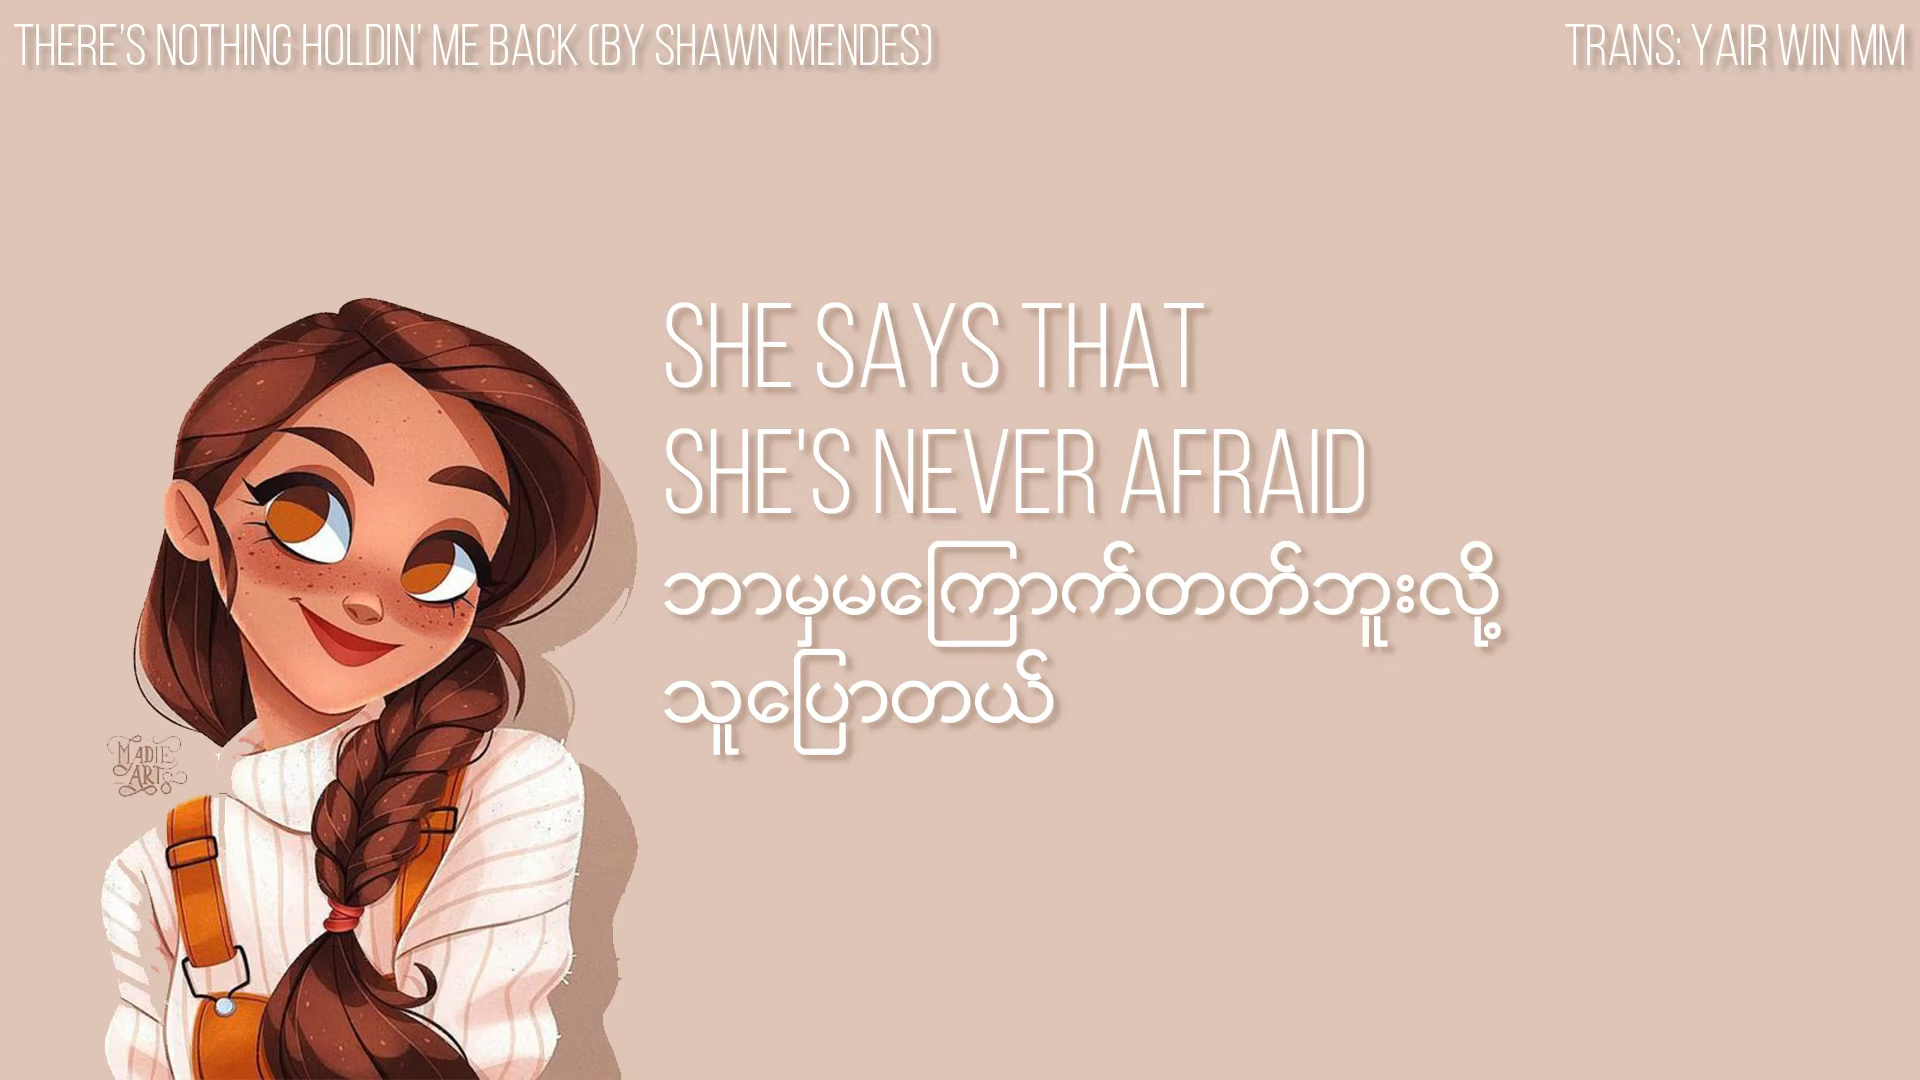 THERE'S NOTHING HOLDIN' ME BACK (BY SHAWN MENDES)
TRANS: YAIR WIN MM
SHE SAYS THAT
SHE'S NEVER AFRAID
ဘာမှမကြောက်တတ်ဘူးလို့
သူပြောတယ်
MADIE
ARTS